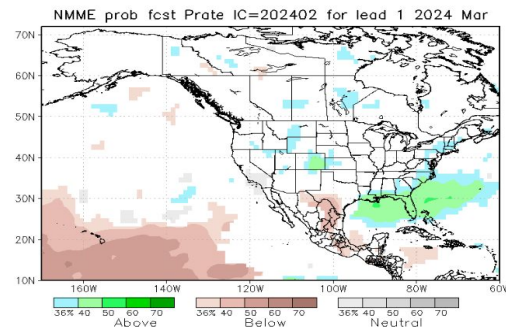 NMME prob fcst Prate IC=202402 for lead 1 2024 Mar
70N
60N
50N
40N
30N
20N
10N
160W 140W 120W 100W 80W 60W
36% 40 50 60 70 36% 40 50 60 70 36% 40 50 60 70
Above Below Neutral